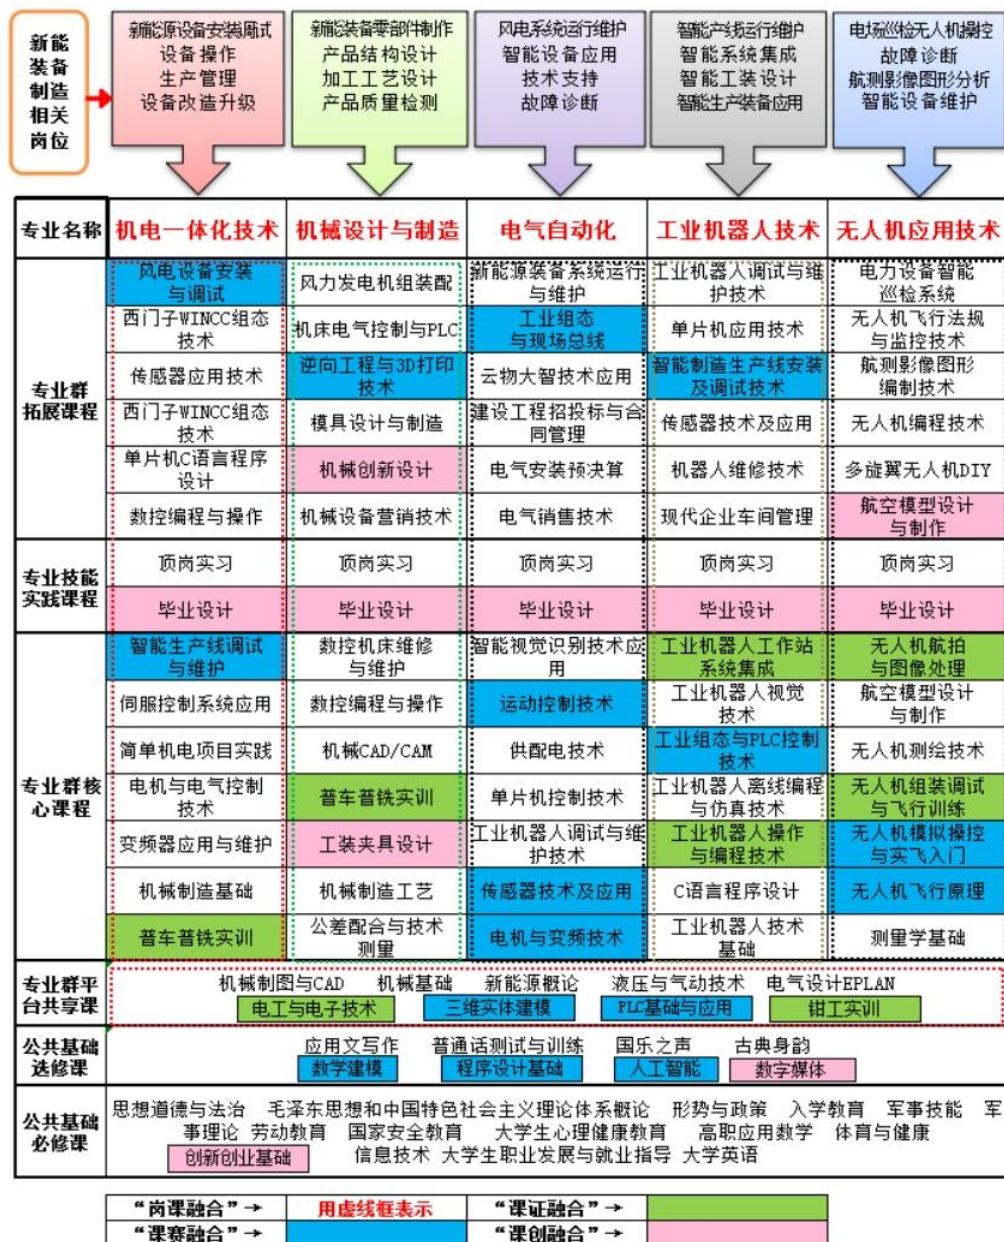 新能
装备
制造
相关
岗位
新能源设备安装调试
设备操作
生产管理
设备改造升级
新能装备零部件制作
产品结构设计
加工工艺设计
产品质量检测
风电系统运行维护
智能设备应用
技术支持
故障诊断
智能产线运行维护
智能系统集成
智能工装设计
智能生产装备应用
电场巡检无人机操控
故障诊断
航测影像图形分析
智能设备维护
专业名称 机电一体化技术 机械设计与制造 电气自动化 工业机器人技术 无人机应用技术
专业群
拓展课程
风电设备安装
与调试
风力发电机组装配
新能源装备系统运行
与维护
工业机器人调试与维
护技术
电力设备智能
巡检系统
西门子WINCC组态
技术
机床电气控制与PLC
工业组态
与现场总线
单片机应用技术
无人机飞行法规
与监控技术
传感器应用技术
逆向工程与3D打印
技术
云物大智技术应用
智能制造生产线安装
及调试技术
航测影像图形
编制技术
西门子WINCC组态
技术
模具设计与制造
建设工程招投标与合
同管理
传感器技术及应用
无人机编程技术
单片机C语言程序
设计
机械创新设计
电气安装预决算
机器人维修技术
多旋翼无人机DIY
数控编程与操作
机械设备营销技术
电气销售技术
现代企业车间管理
航空模型设计
与制作
专业技能
实践课程
顶岗实习 顶岗实习 顶岗实习 顶岗实习 顶岗实习
毕业设计 毕业设计 毕业设计 毕业设计 毕业设计
专业群核
心课程
智能生产线调试
与维护
数控机床维修
与维护
智能视觉识别技术应
用
工业机器人工作站
系统集成
无人机航拍
与图像处理
伺服控制系统应用
数控编程与操作
运动控制技术
工业机器人视觉
技术
航空模型设计
与制作
简单机电项目实践
机械CAD/CAM
供配电技术
工业组态与PLC控制
技术
无人机测绘技术
电机与电气控制
技术
普车普铣实训
单片机控制技术
工业机器人离线编程
与仿真技术
无人机组装调试
与飞行训练
变频器应用与维护
工装夹具设计
工业机器人调试与维
护技术
工业机器人操作
与编程技术
无人机模拟操控
与实飞入门
机械制造基础
机械制造工艺
传感器技术及应用
C语言程序设计
无人机飞行原理
普车普铣实训
公差配合与技术
测量
电机与变频技术
工业机器人技术
基础
测量学基础
专业群平
台共享课
机械制图与CAD 机械基础 新能源概论 液压与气动技术 电气设计EPLAN
电工与电子技术 三维实体建模 PLC基础与应用 钳工实训
公共基础
选修课
应用文写作 普通话测试与训练 国乐之声 古典身韵
数学建模 程序设计基础 人工智能 数字媒体
公共基础
必修课
思想道德与法治 毛泽东思想和中国特色社会主义理论体系概论 形势与政策 入学教育 军事技能 军
事理论 劳动教育 国家安全教育 大学生心理健康教育 高职应用数学 体育与健康
创新创业基础 信息技术 大学生职业发展与就业指导 大学英语
“岗课融合”→ 用虚线框表示 “课证融合”→
“课赛融合”→ “课创融合”→